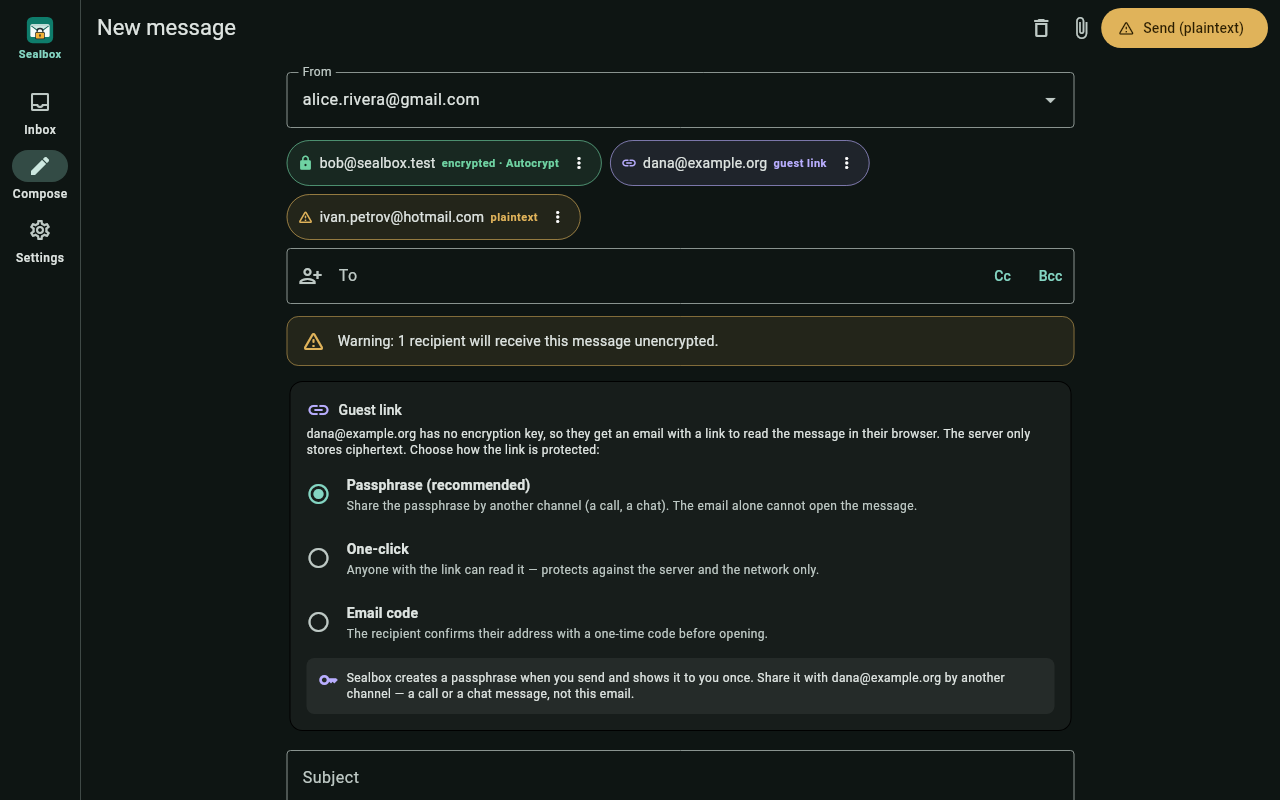 New message
Send (plaintext)
Sealbox
Inbox
Compose
Settings
From
alice.rivera@gmail.com
bob@sealbox.test encrypted · Autocrypt
dana@example.org guest link
ivan.petrov@hotmail.com plaintext
To
Cc
Bcc
Warning: 1 recipient will receive this message unencrypted.
Guest link
dana@example.org has no encryption key, so they get an email with a link to read the message in their browser. The server only
stores ciphertext. Choose how the link is protected:
Passphrase (recommended)
Share the passphrase by another channel (a call, a chat). The email alone cannot open the message.
One-click
Anyone with the link can read it — protects against the server and the network only.
Email code
The recipient confirms their address with a one-time code before opening.
Sealbox creates a passphrase when you send and shows it to you once. Share it with dana@example.org by another
channel — a call or a chat message, not this email.
Subject